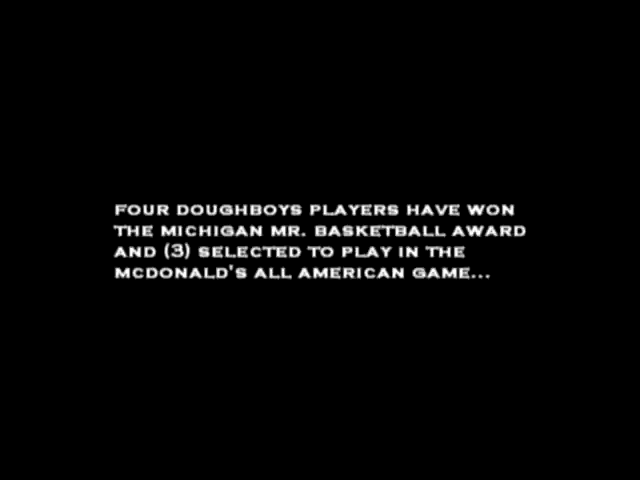 FOUR DOUGHBOYS PLAYERS HAVE WON
THE MICHIGAN MR. BASKETBALL AWARD
AND (3) SELECTED TO PLAY IN THE
MCDONALD'S ALL AMERICAN GAME...